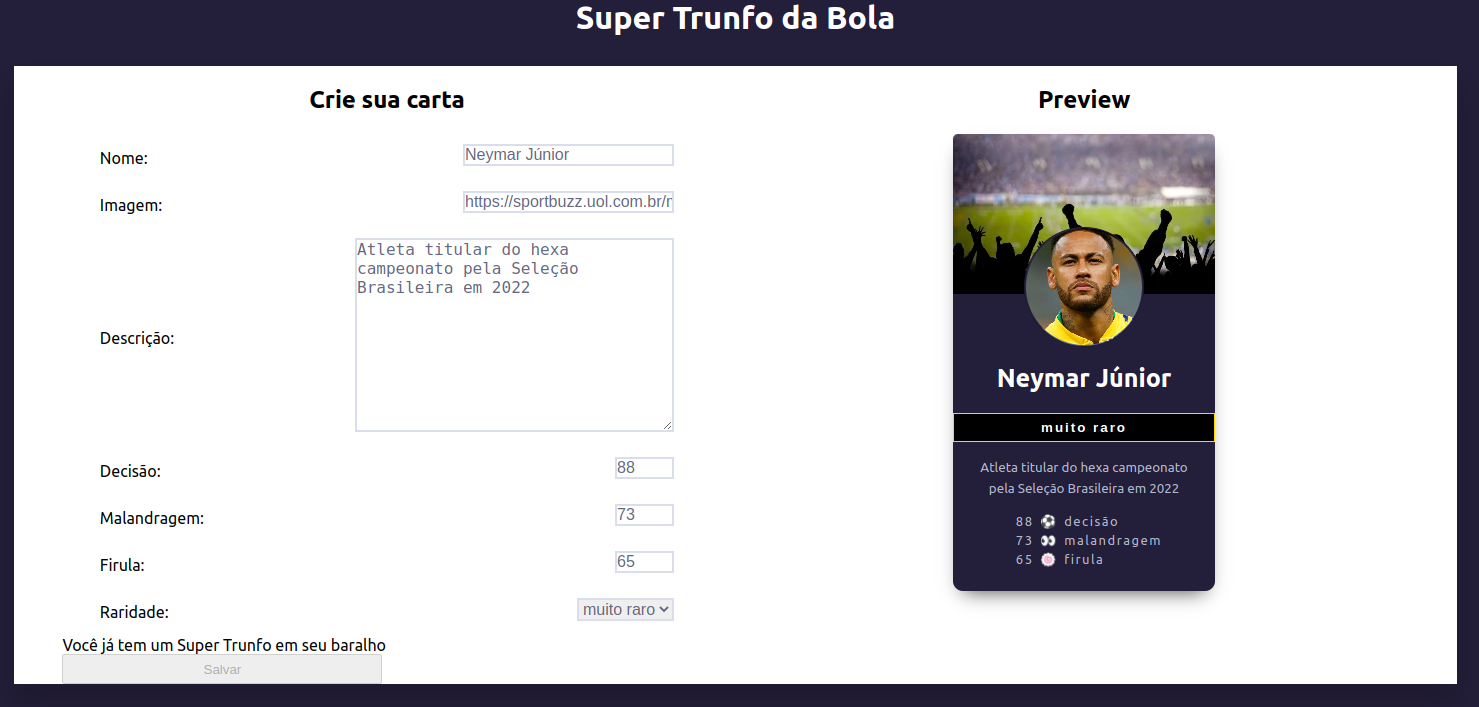 Super Trunfo da Bola
Crie sua carta
Nome:
Neymar Júnior
Imagem:
https://sportbuzz.uol.com.br/r
Descrição:
Atleta titular do hexa
campeonato pela Seleção
Brasileira em 2022
Decisão:
88
Malandragem:
73
Firula:
65
Raridade:
muito raro
Você já tem um Super Trunfo em seu baralho
Salvar
Preview
Neymar Júnior
muito raro
Atleta titular do hexa campeonato
pela Seleção Brasileira em 2022
88 ⚽ decisão
73 👀 malandragem
65 🍥 firula